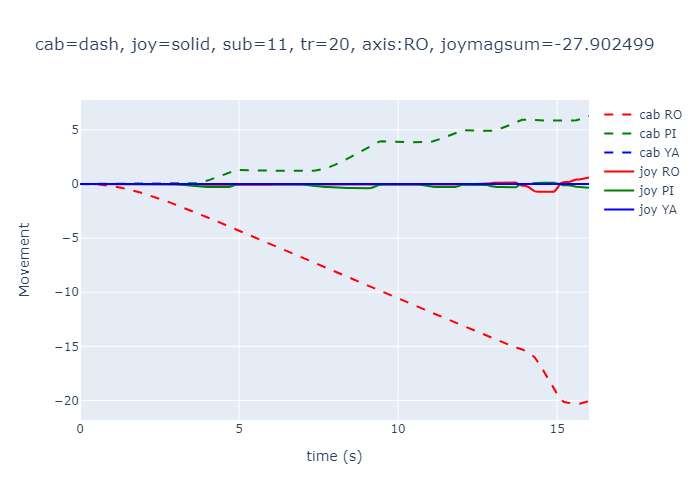 cab=dash, joy=solid, sub=11, tr=20, axis:RO, joymagsum=-27.902499
cab RO
cab PI
cab YA
joy RO
joy PI
joy YA
Movement
5
0
−5
−10
−15
−20
0
5
10
15
time (s)